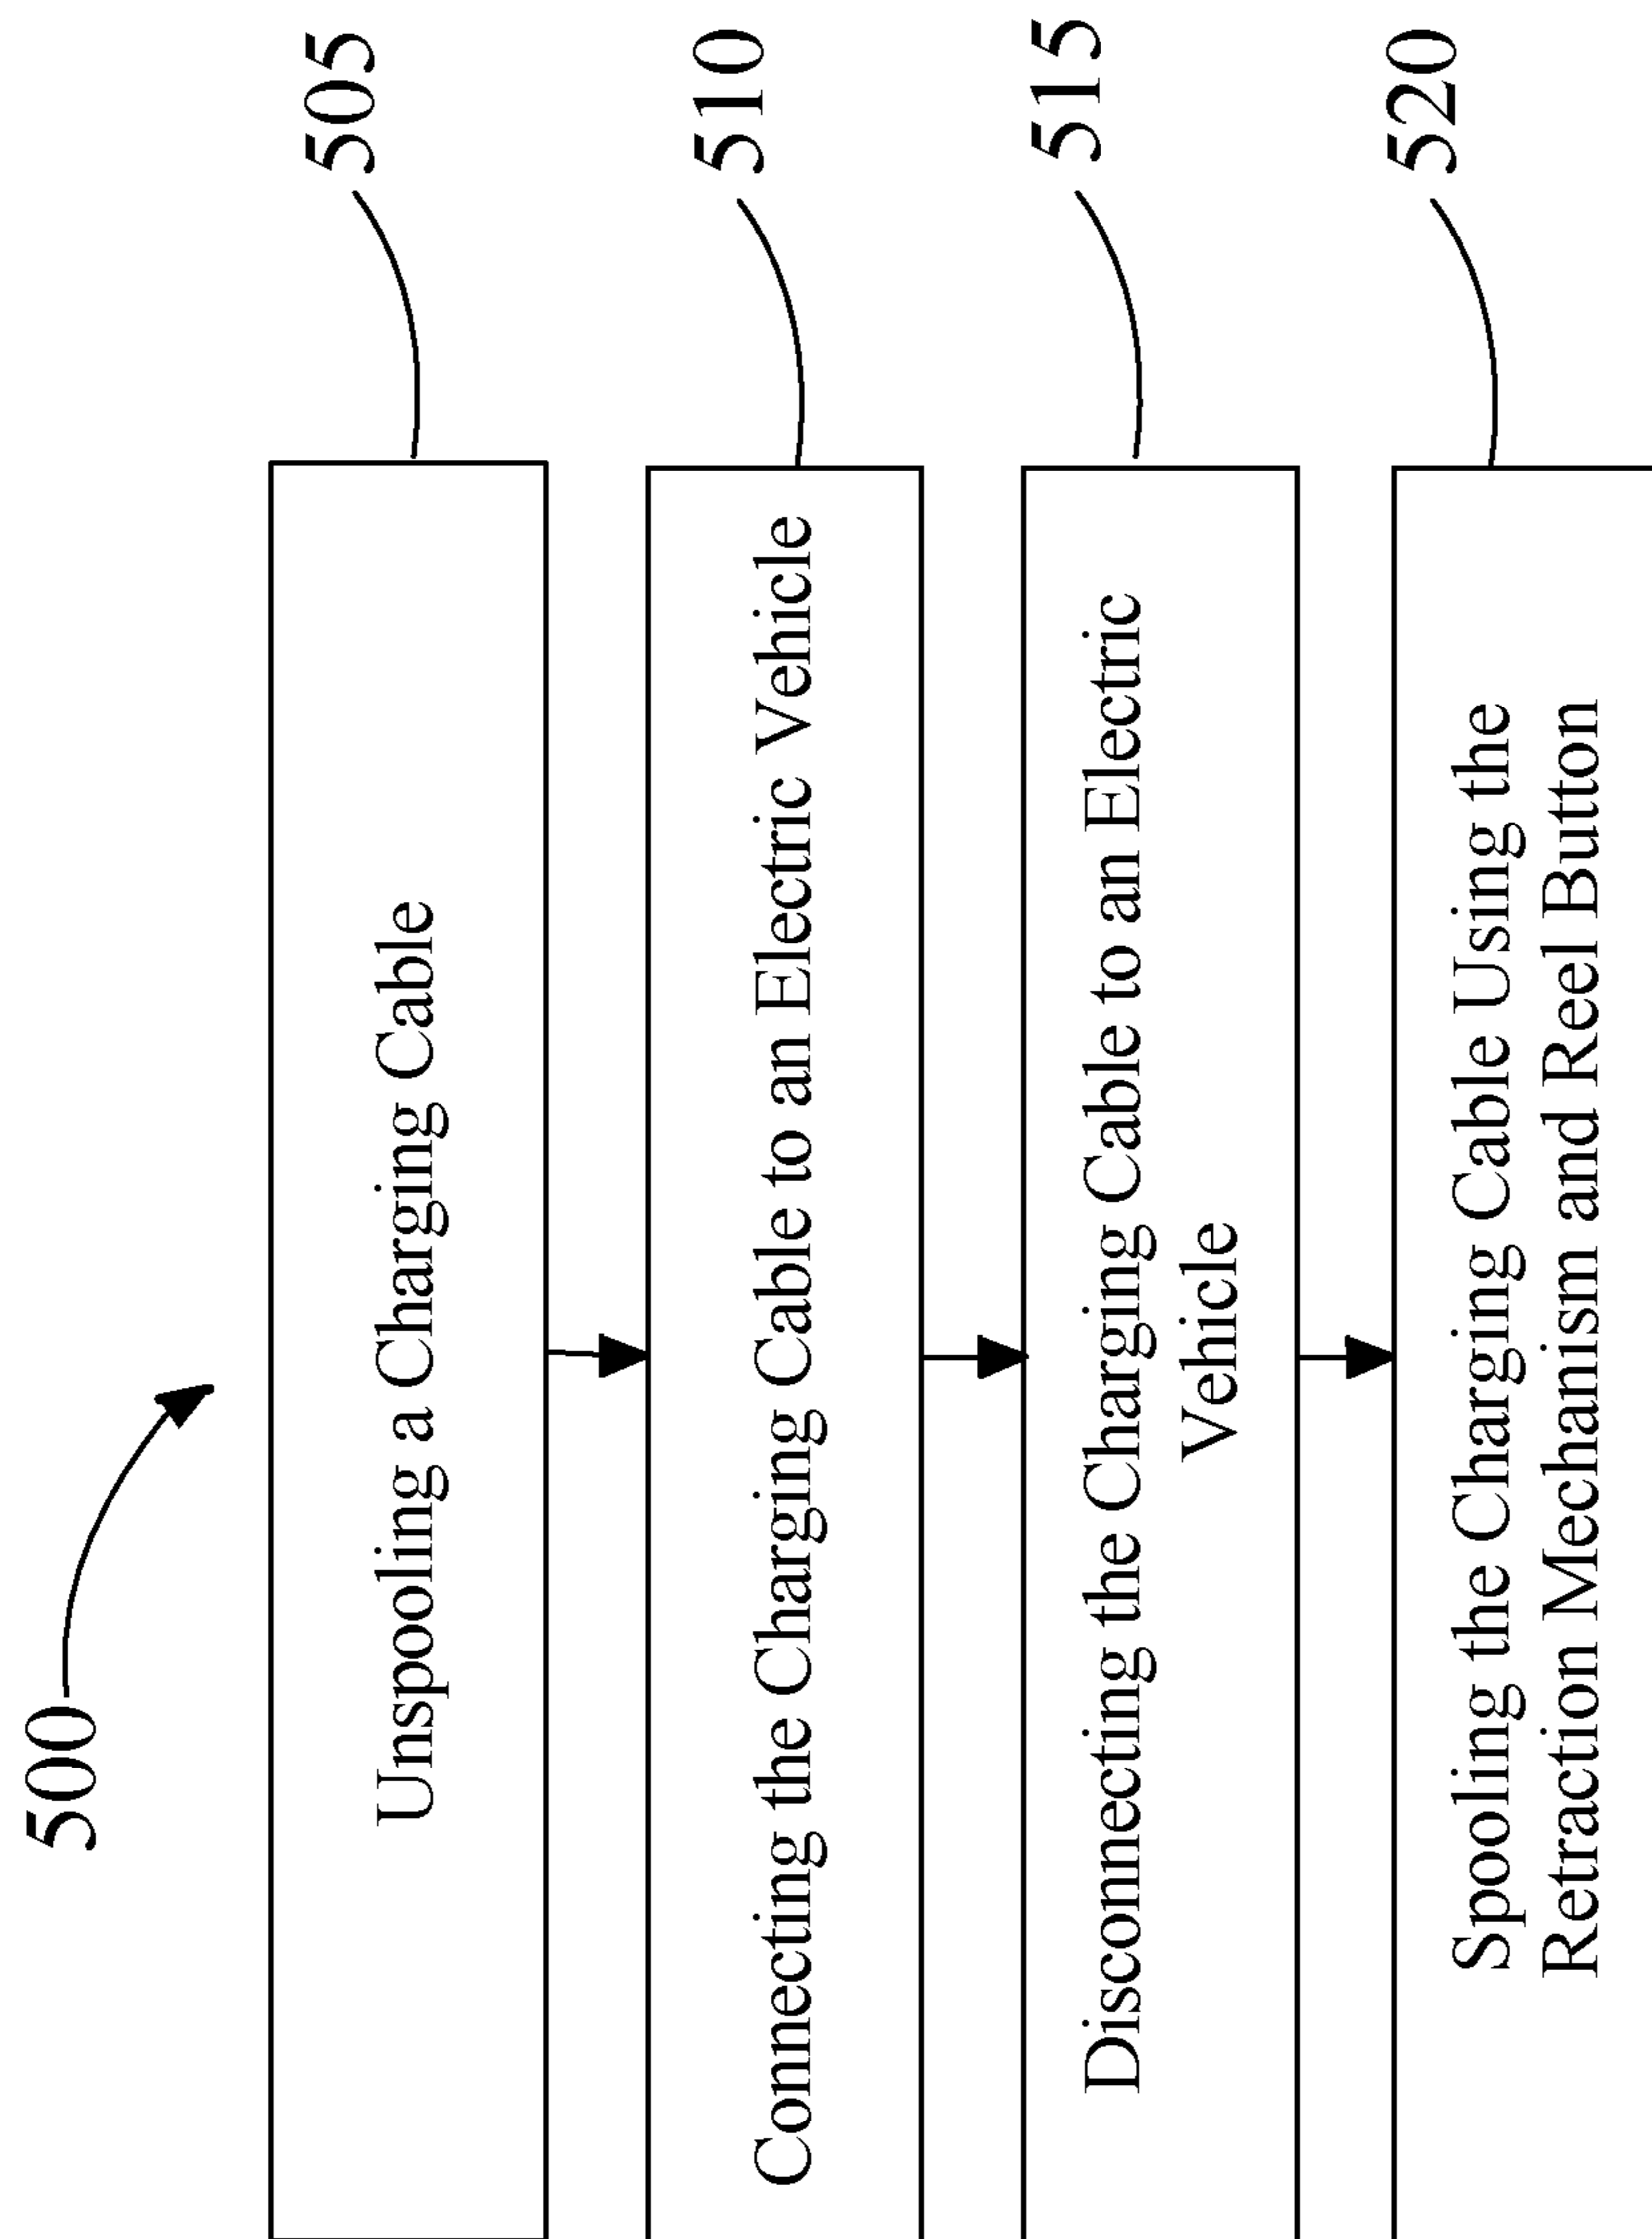 500
505
Unspooling a Charging Cable
510
Connecting the Charging Cable to an Electric Vehicle
515
Disconnecting the Charging Cable to an Electric
Vehicle
520
Spooling the Charging Cable Using the
Retraction Mechanism and Reel Button